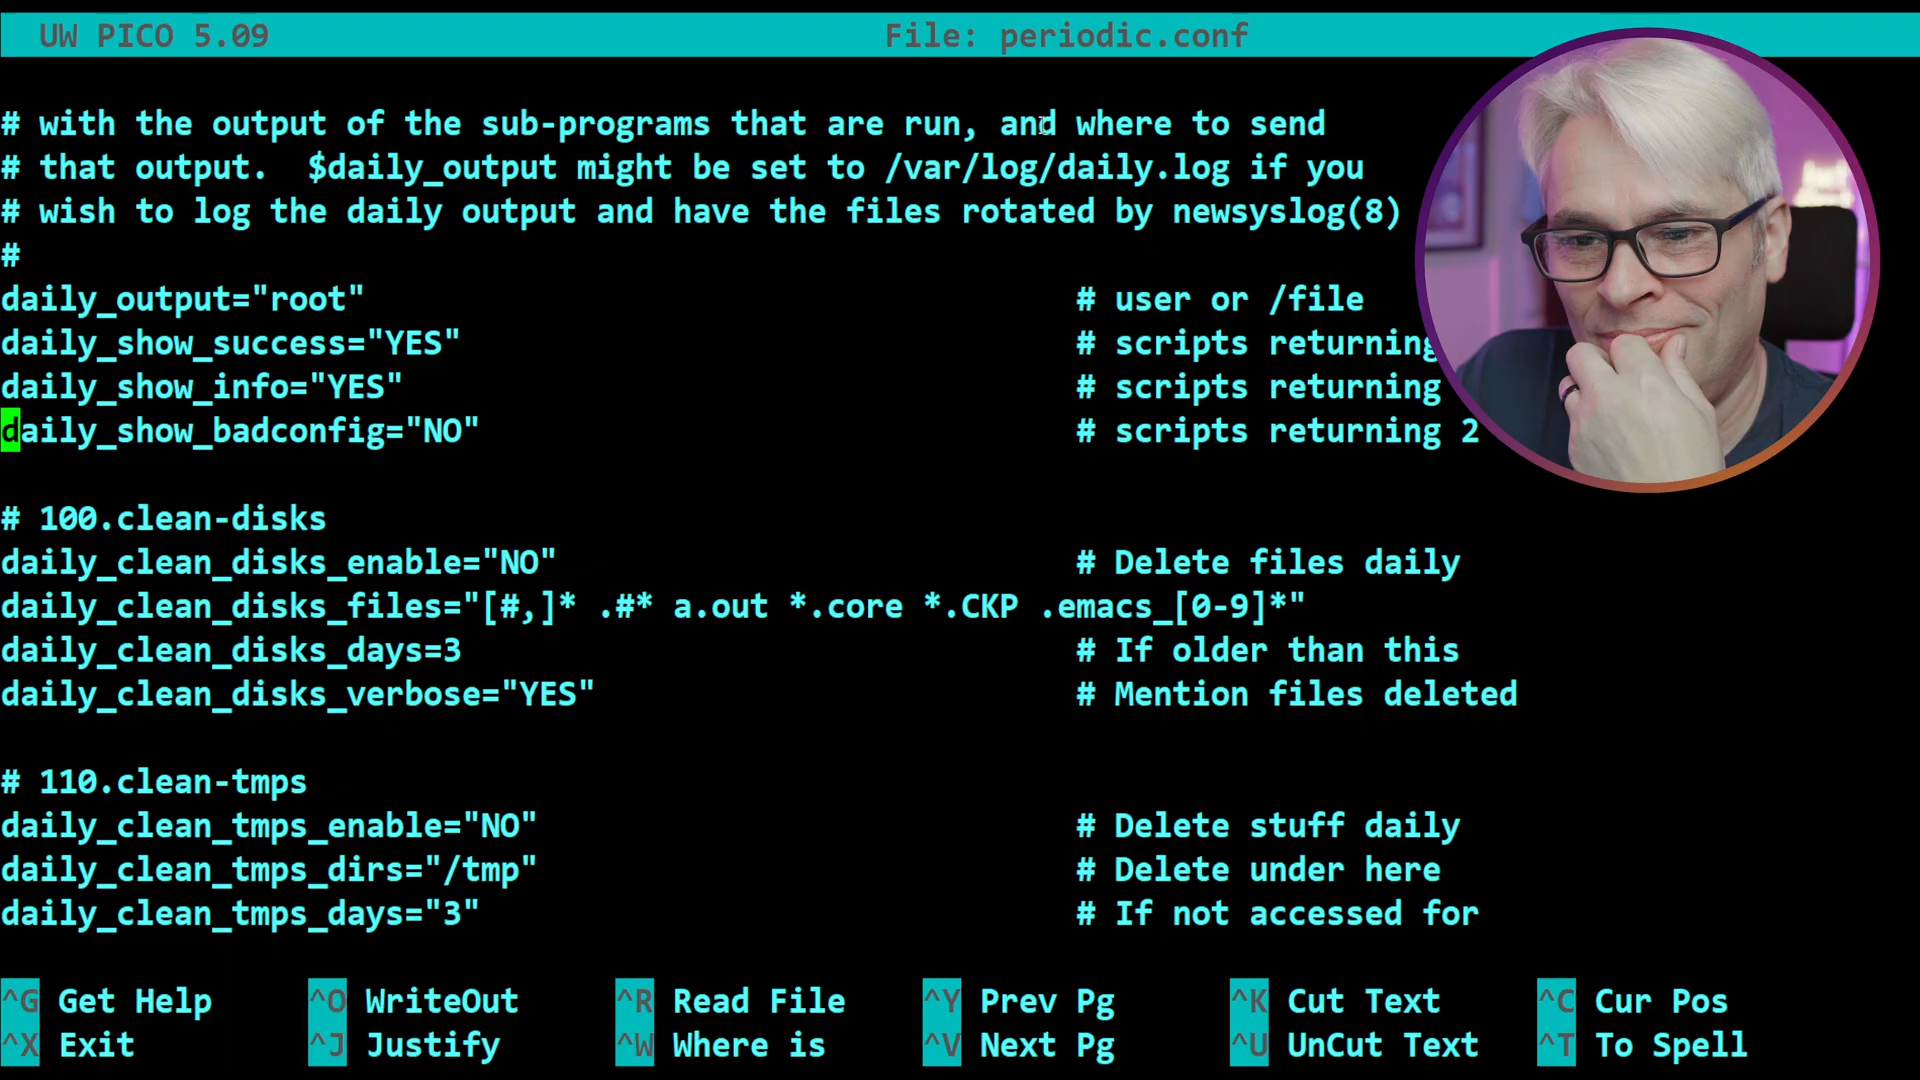 UW PICO 5.09 File: periodic.conf
# with the output of the sub-programs that are run, and where to send
# that output.  $daily_output might be set to /var/log/daily.log if you
# wish to log the daily output and have the files rotated by newsyslog(8)
#
daily_output="root" # user or /file
daily_show_success="YES" # scripts returning
daily_show_info="YES" # scripts returning
daily_show_badconfig="NO" # scripts returning 2
# 100.clean-disks
daily_clean_disks_enable="NO" # Delete files daily
daily_clean_disks_files="[#,]* .#* a.out *.core *.CKP .emacs_[0-9]*"
daily_clean_disks_days=3 # If older than this
daily_clean_disks_verbose="YES" # Mention files deleted
# 110.clean-tmps
daily_clean_tmps_enable="NO" # Delete stuff daily
daily_clean_tmps_dirs="/tmp" # Delete under here
daily_clean_tmps_days="3" # If not accessed for
^G Get Help ^O WriteOut ^R Read File ^Y Prev Pg ^K Cut Text ^C Cur Pos
^X Exit ^J Justify ^W Where is ^V Next Pg ^U UnCut Text ^T To Spell